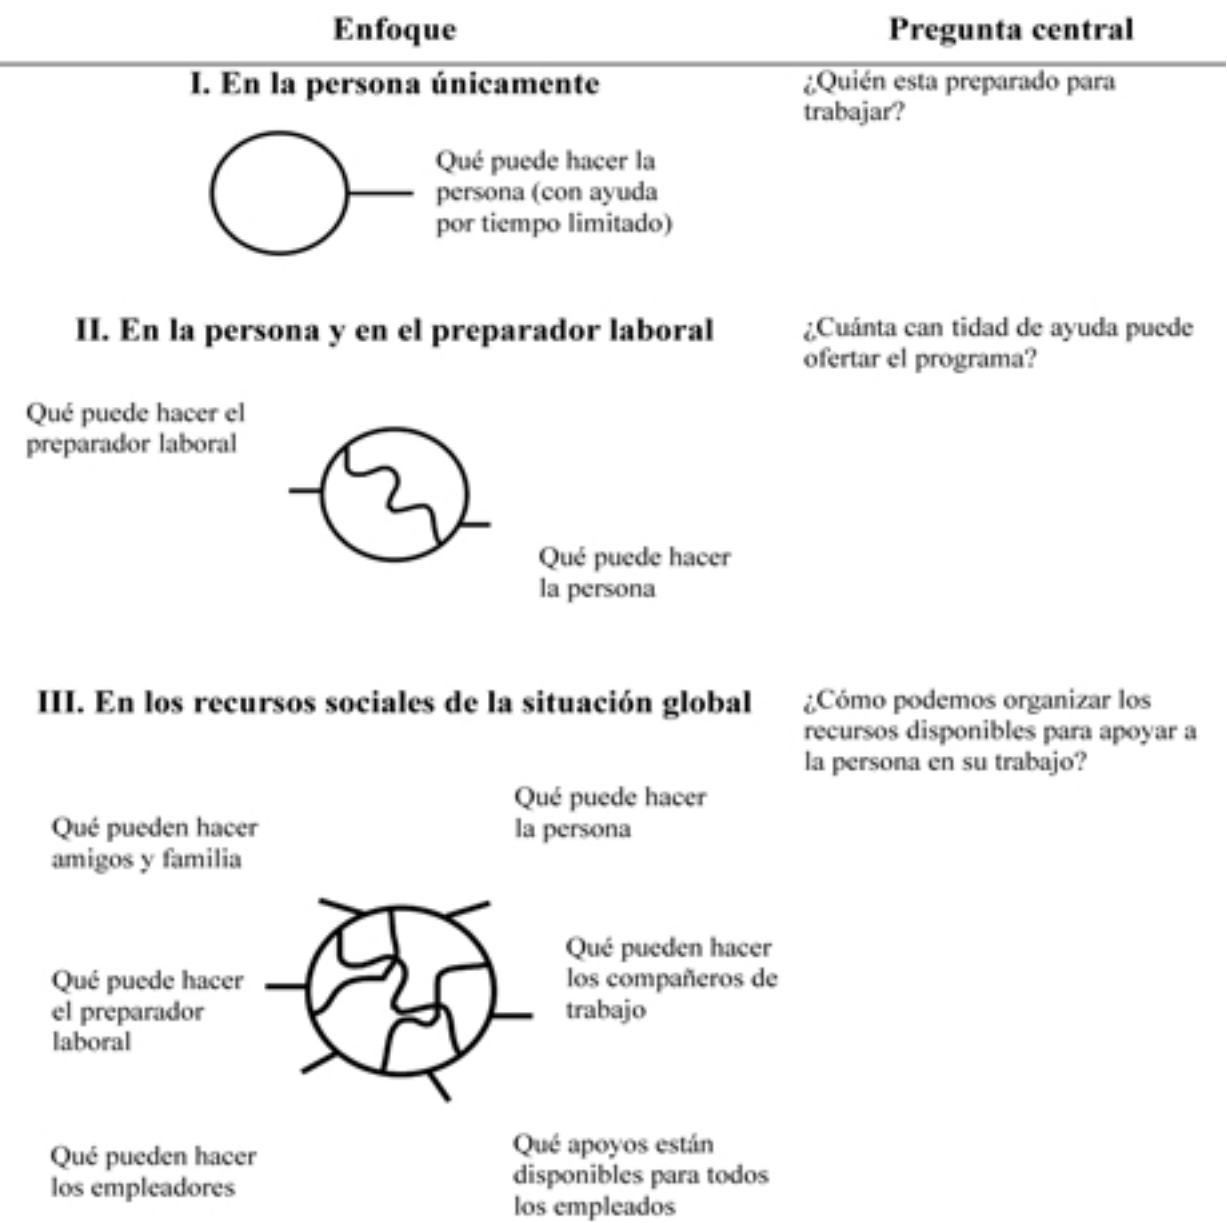 Enfoque
Pregunta central
I. En la persona únicamente
¿Quién esta preparado para
trabajar?
Qué puede hacer la
persona (con ayuda
por tiempo limitado)
II. En la persona y en el preparador laboral
¿Cuánta can tidad de ayuda puede
ofertar el programa?
Qué puede hacer el
preparador laboral
Qué puede hacer
la persona
III. En los recursos sociales de la situación global
¿Cómo podemos organizar los
recursos disponibles para apoyar a
la persona en su trabajo?
Qué pueden hacer
amigos y familia
Qué puede hacer
la persona
Qué puede hacer
el preparador
laboral
Qué pueden hacer
los compañeros de
trabajo
Qué pueden hacer
los empleadores
Qué apoyos están
disponibles para todos
los empleados